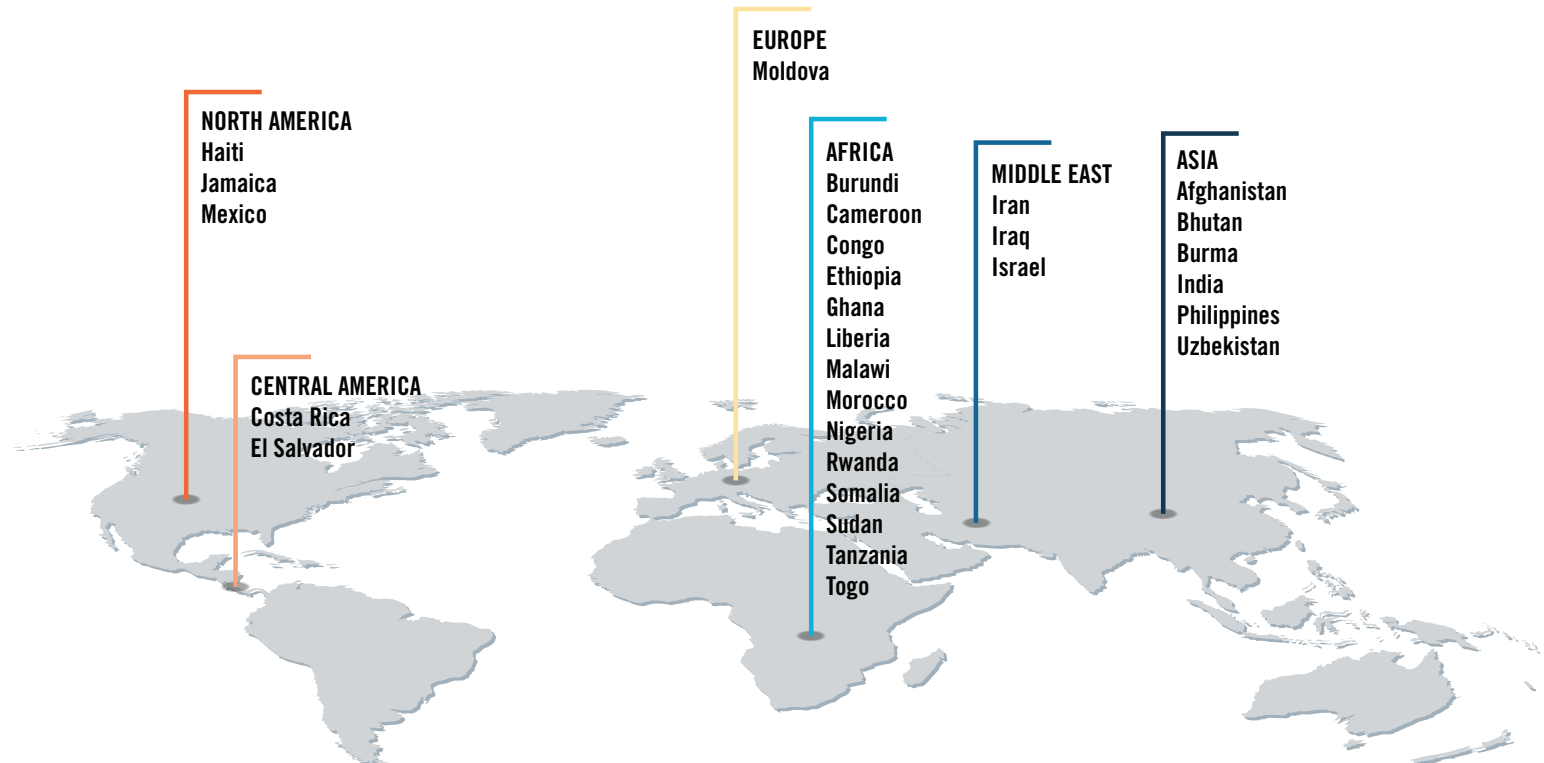 NORTH AMERICA
Haiti
Jamaica
Mexico
CENTRAL AMERICA
Costa Rica
El Salvador
EUROPE
Moldova
AFRICA
Burundi
Cameroon
Congo
Ethiopia
Ghana
Liberia
Malawi
Morocco
Nigeria
Rwanda
Somalia
Sudan
Tanzania
Togo
MIDDLE EAST
Iran
Iraq
Israel
ASIA
Afghanistan
Bhutan
Burma
India
Philippines
Uzbekistan